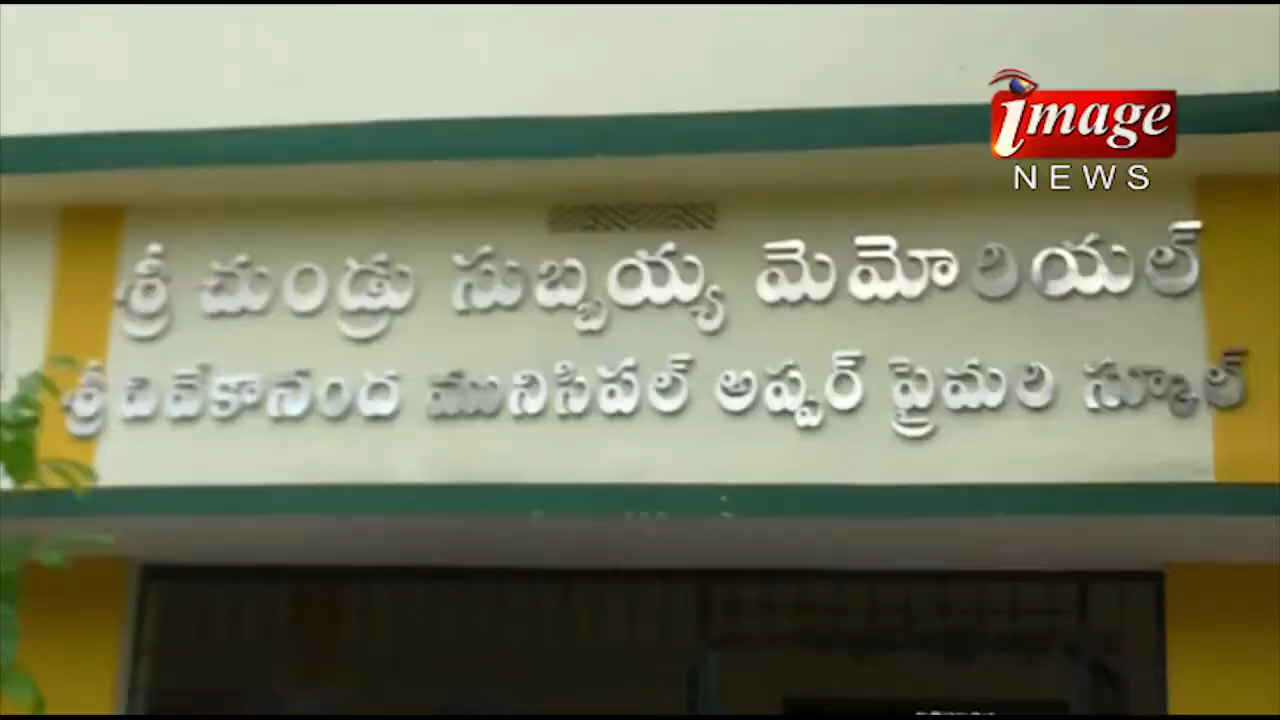 image
NEWS
శ్రీ చుండ్రు సుబ్బయ్య మెమోరియల్
శ్రీ వివేకానంద మునిసిపల్ అప్పర్ ప్రైమరి స్కూల్